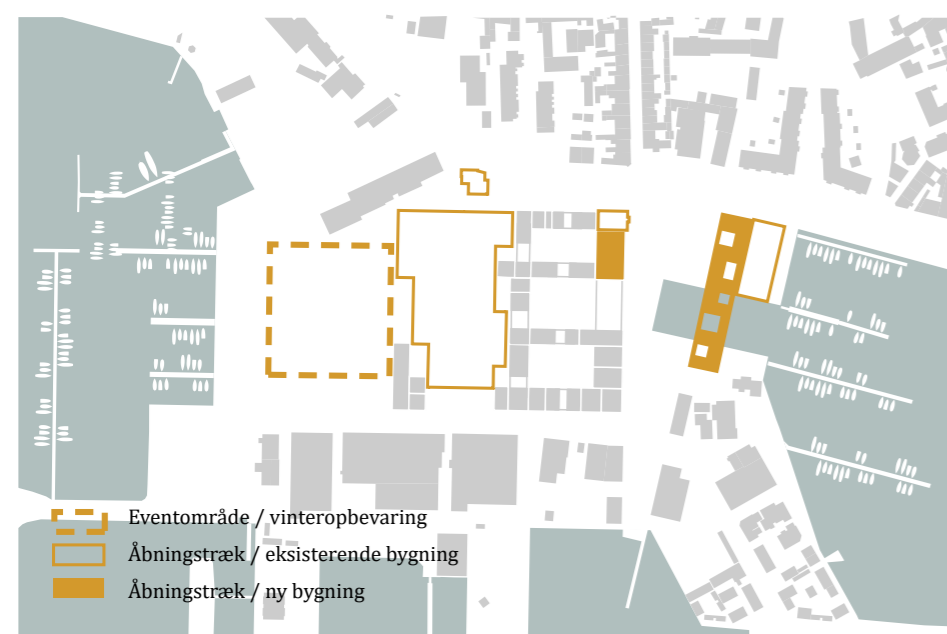 Eventområde / vinteropbevaring
Åbningstræk / eksisterende bygning
Åbningstræk / ny bygning